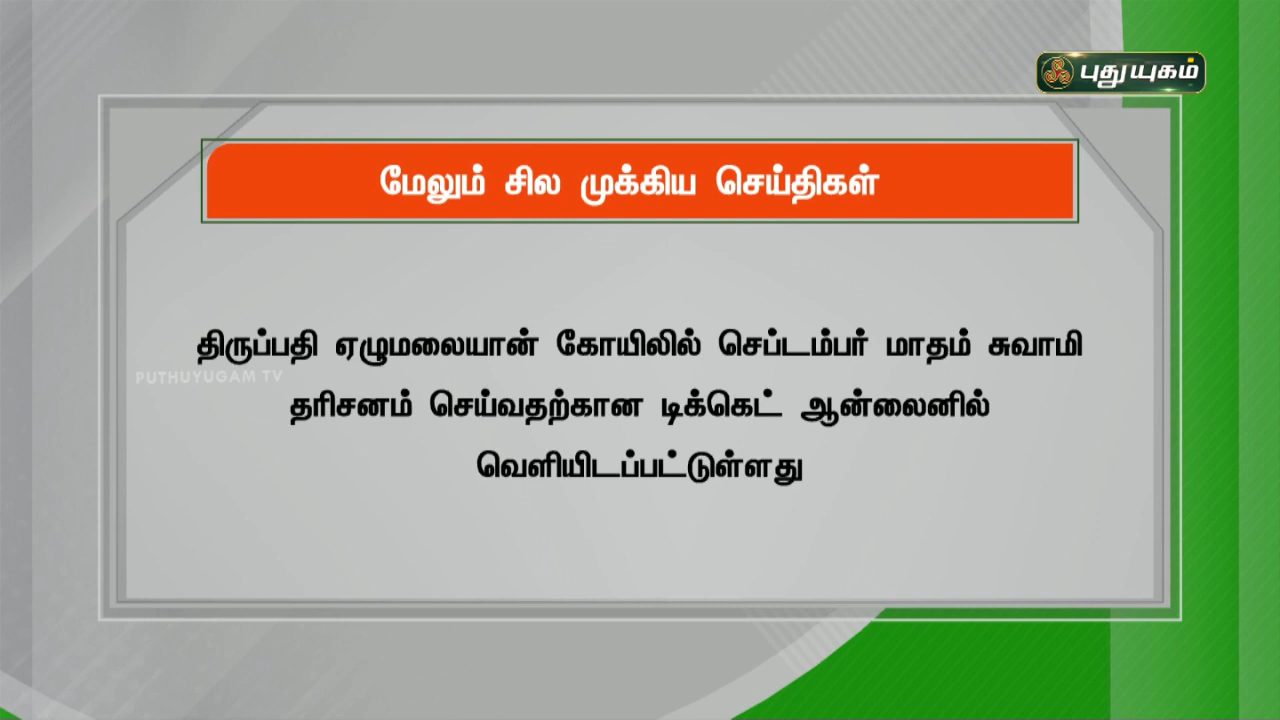 புதுயுகம்
மேலும் சில முக்கிய செய்திகள்
திருப்பதி ஏழுமலையான் கோயிலில் செப்டம்பர் மாதம் சுவாமி
PUTHUYUGAM TV
தரிசனம் செய்வதற்கான டிக்கெட் ஆன்லைனில்
வெளியிடப்பட்டுள்ளது